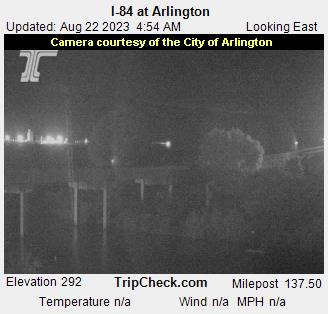 I-84 at Arlington
Updated: Aug 22 2023 4:54 AM Looking East
Camera courtesy of the City of Arlington
Elevation 292 TripCheck.com Milepost 137.50
Temperature n/a Wind n/a MPH n/a